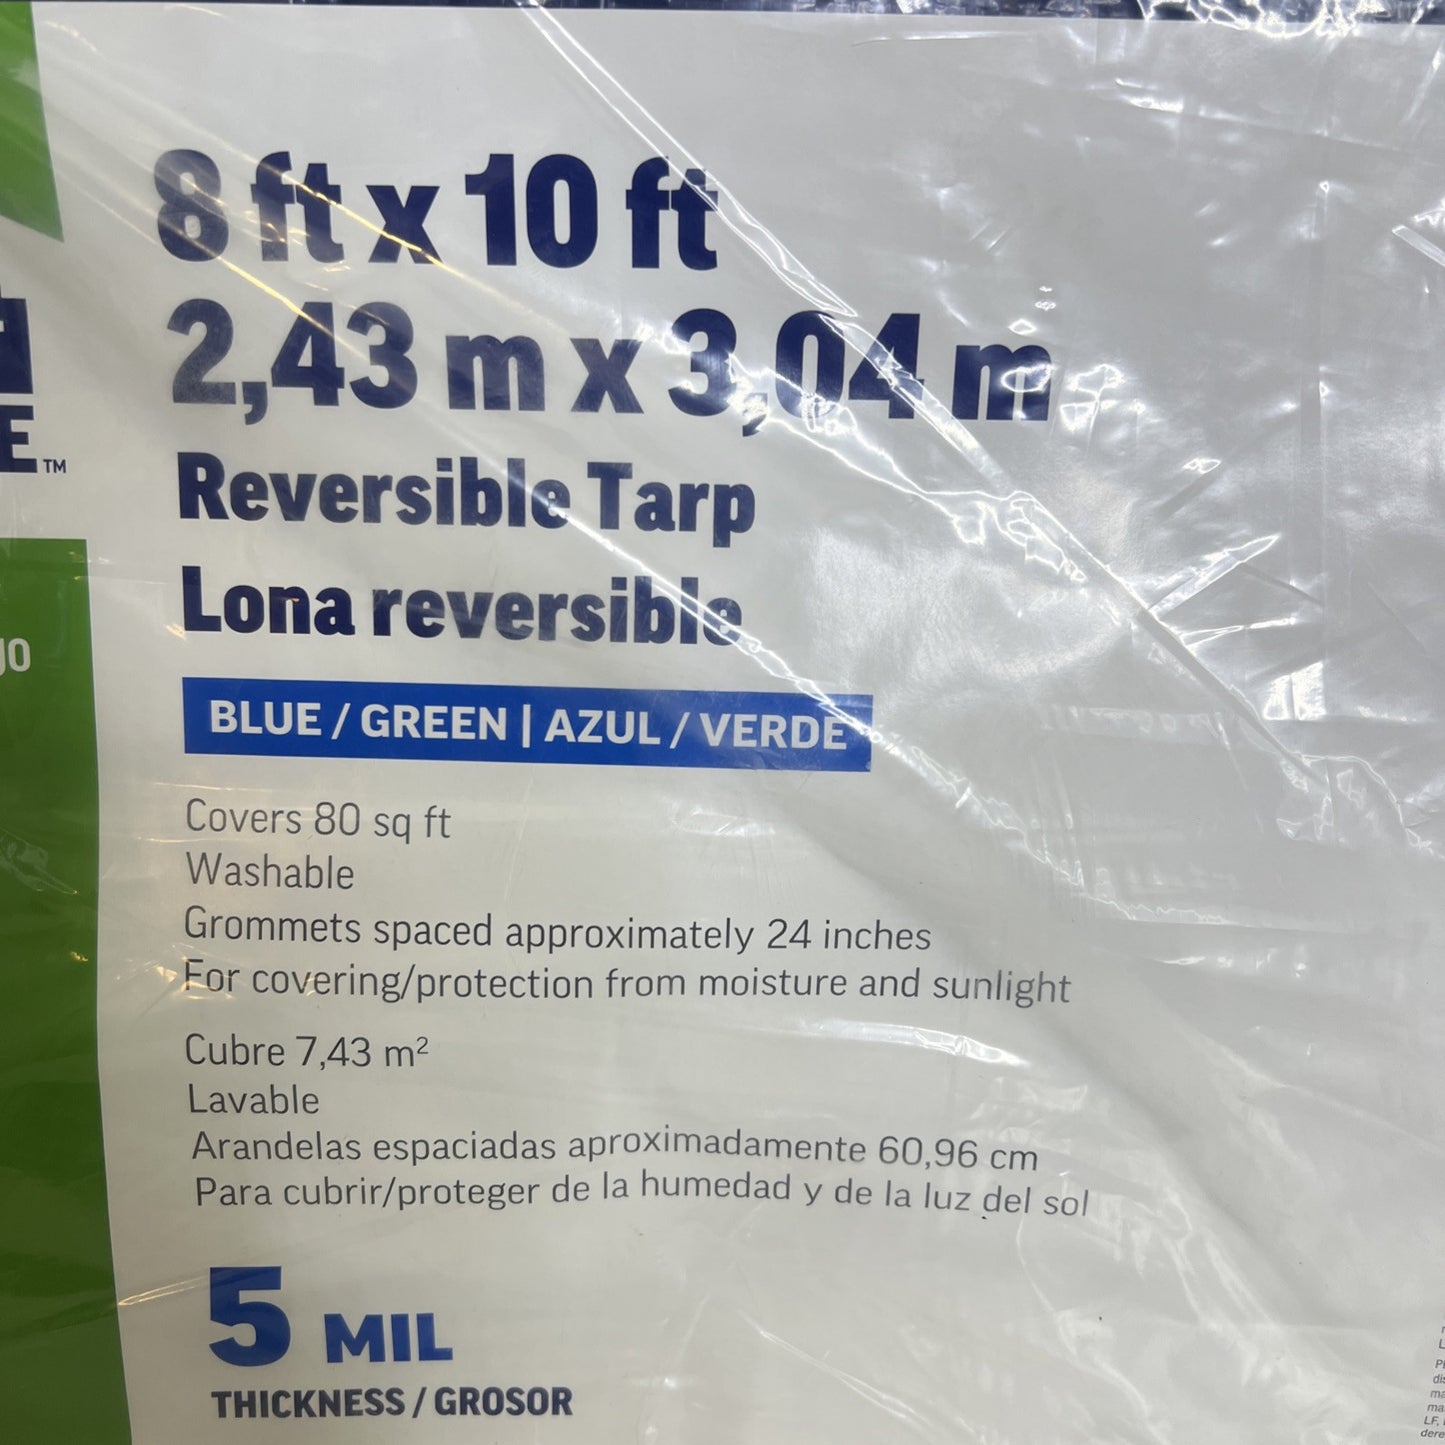 8 ft x 10 ft
2,43 m x 3,04 m
Reversible Tarp
Lona reversible
BLUE / GREEN | AZUL / VERDE
Covers 80 sq ft
Washable
Grommets spaced approximately 24 inches
For covering/protection from moisture and sunlight
Cubre 7,43 m²
Lavable
Arandelas espaciadas aproximadamente 60,96 cm
Para cubrir/proteger de la humedad y de la luz del sol
5 MIL
THICKNESS / GROSOR
E™